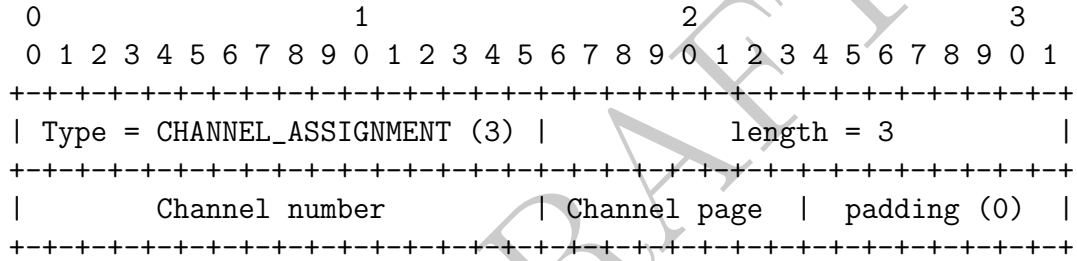 0                   1                   2                   3
0 1 2 3 4 5 6 7 8 9 0 1 2 3 4 5 6 7 8 9 0 1 2 3 4 5 6 7 8 9 0 1
+-+-+-+-+-+-+-+-+-+-+-+-+-+-+-+-+-+-+-+-+-+-+-+-+-+-+-+-+-+-+-+-+
| Type = CHANNEL_ASSIGNMENT (3) |           length = 3          |
+-+-+-+-+-+-+-+-+-+-+-+-+-+-+-+-+-+-+-+-+-+-+-+-+-+-+-+-+-+-+-+-+
|        Channel number         | Channel page  |  padding (0)  |
+-+-+-+-+-+-+-+-+-+-+-+-+-+-+-+-+-+-+-+-+-+-+-+-+-+-+-+-+-+-+-+-+